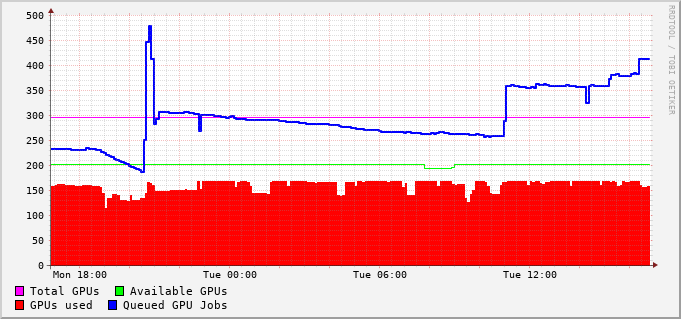 500
450
400
350
300
250
200
150
100
50
0
Mon 18:00 Tue 00:00 Tue 06:00 Tue 12:00
Total GPUs Available GPUs
GPUs used Queued GPU Jobs
RRDTOOL / TOBI OETIKER